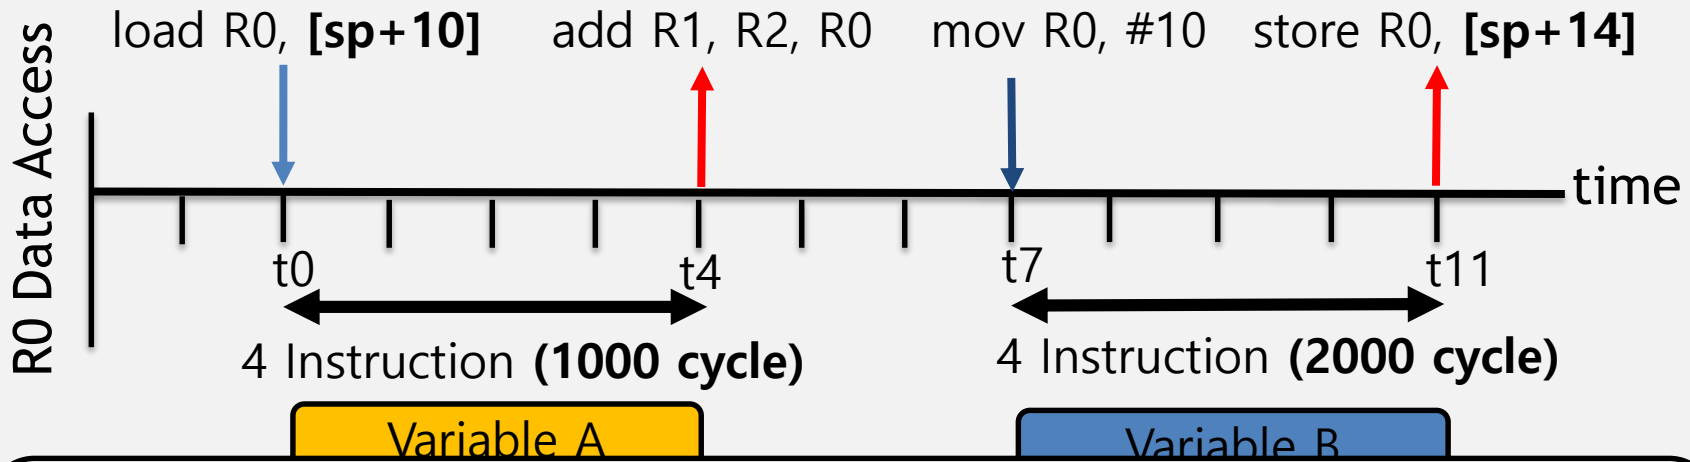 R0 Data Access
load R0, [sp+10] add R1, R2, R0 mov R0, #10 store R0, [sp+14]
time
t0 t4 t7 t11
4 Instruction (1000 cycle) 4 Instruction (2000 cycle)
Variable A Variable B